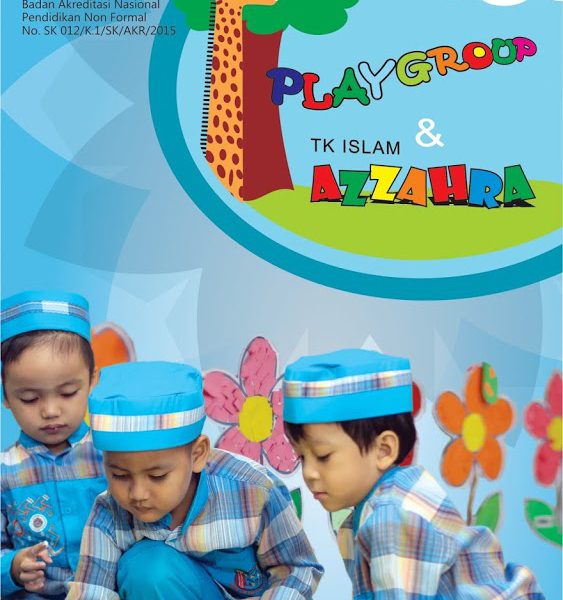 Badan Akreditasi Nasional
Pendidikan Non Formal
No. SK 012/K.1/SK/AKR/2015
PLAYGROUP
&
TK ISLAM
AZZAHRA